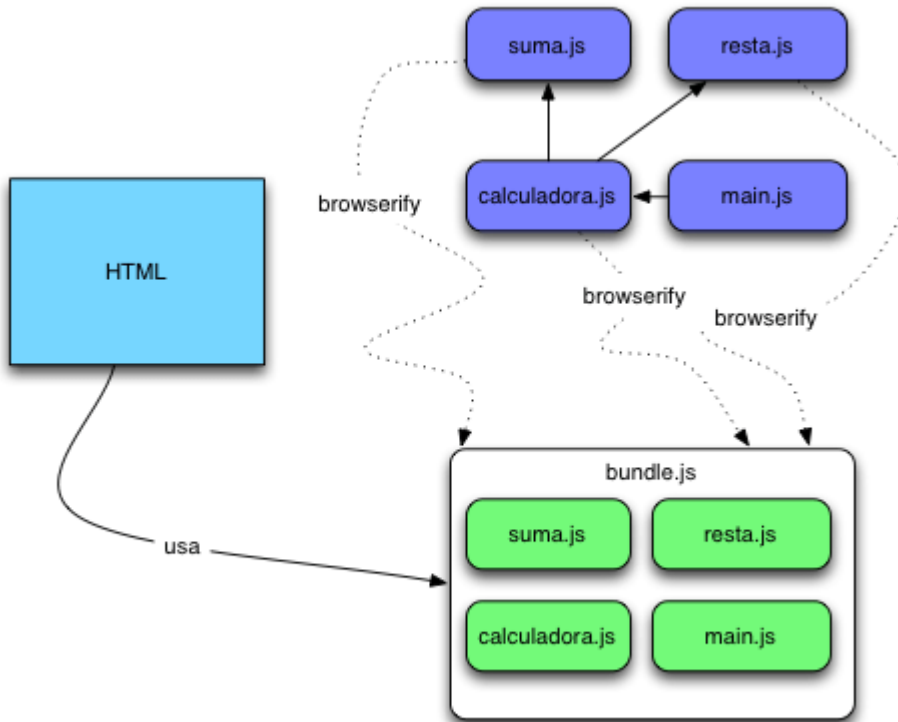 suma.js
resta.js
calculadora.js
main.js
browserify
HTML
browserify
browserify
bundle.js
suma.js
resta.js
usa
calculadora.js
main.js